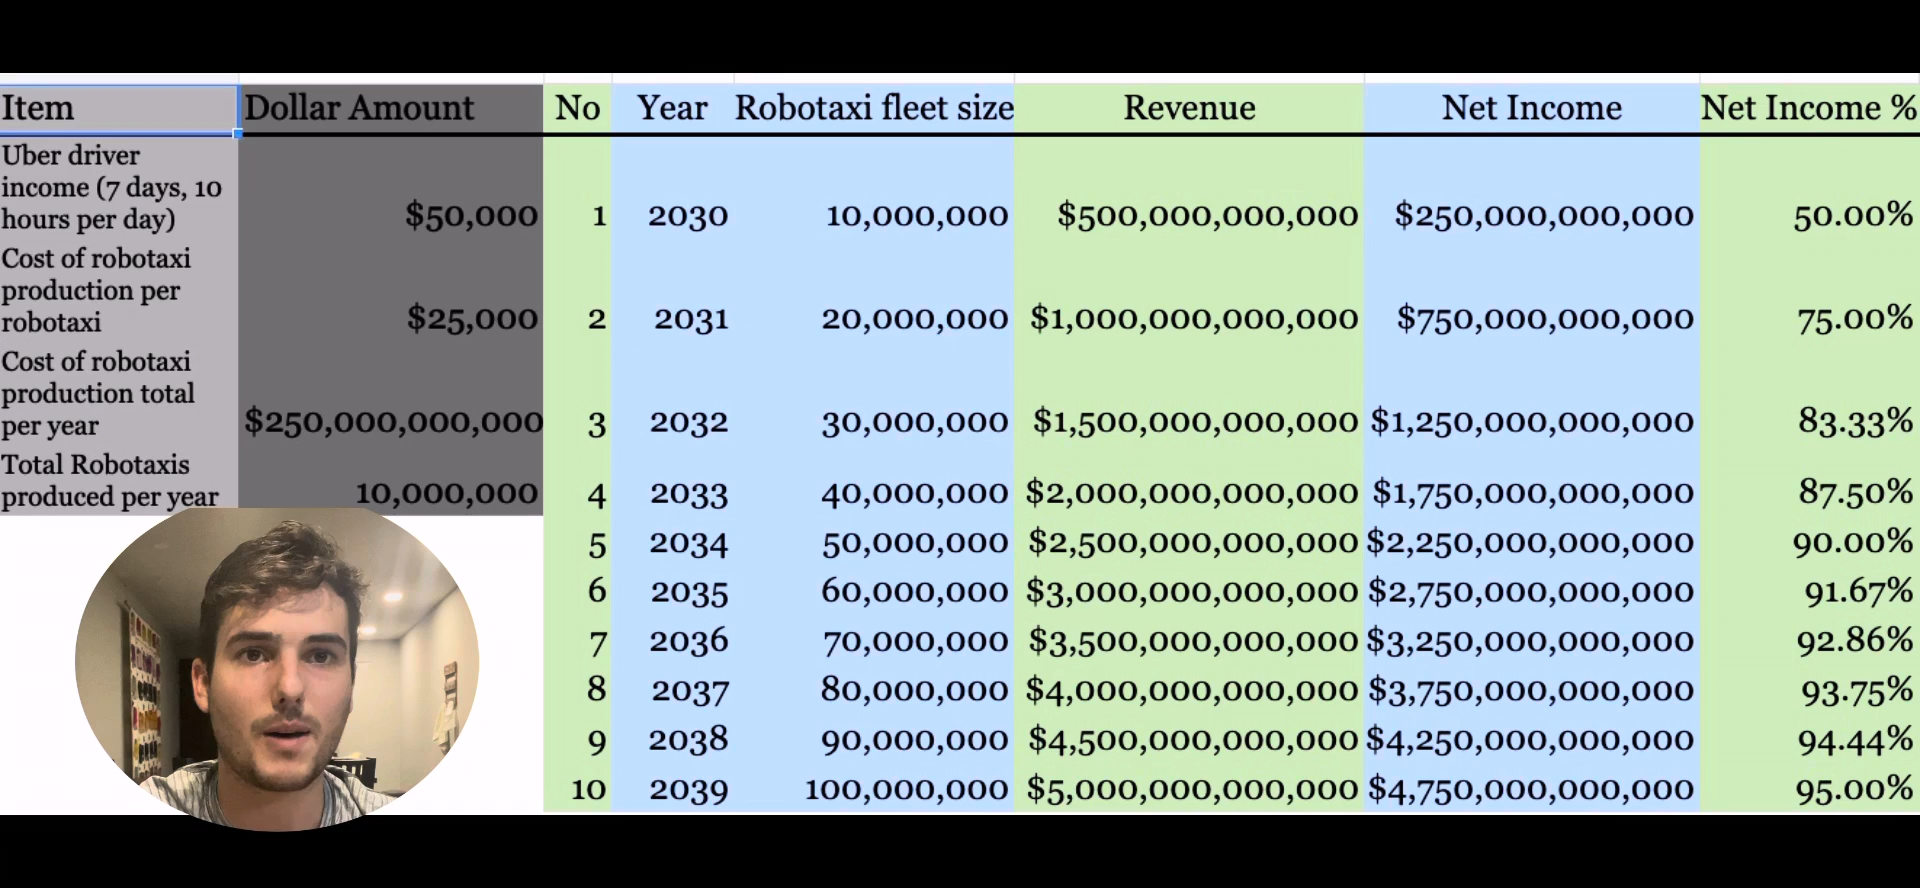 Item Dollar Amount No Year Robotaxi fleet size Revenue Net Income Net Income %
Uber driver
income (7 days, 10
hours per day) $50,000 1 2030 10,000,000 $500,000,000,000 $250,000,000,000 50.00%
Cost of robotaxi
production per
robotaxi $25,000 2 2031 20,000,000 $1,000,000,000,000 $750,000,000,000 75.00%
Cost of robotaxi
production total
per year $250,000,000,000 3 2032 30,000,000 $1,500,000,000,000 $1,250,000,000,000 83.33%
Total Robotaxis
produced per year 10,000,000 4 2033 40,000,000 $2,000,000,000,000 $1,750,000,000,000 87.50%
5 2034 50,000,000 $2,500,000,000,000 $2,250,000,000,000 90.00%
6 2035 60,000,000 $3,000,000,000,000 $2,750,000,000,000 91.67%
7 2036 70,000,000 $3,500,000,000,000 $3,250,000,000,000 92.86%
8 2037 80,000,000 $4,000,000,000,000 $3,750,000,000,000 93.75%
9 2038 90,000,000 $4,500,000,000,000 $4,250,000,000,000 94.44%
10 2039 100,000,000 $5,000,000,000,000 $4,750,000,000,000 95.00%